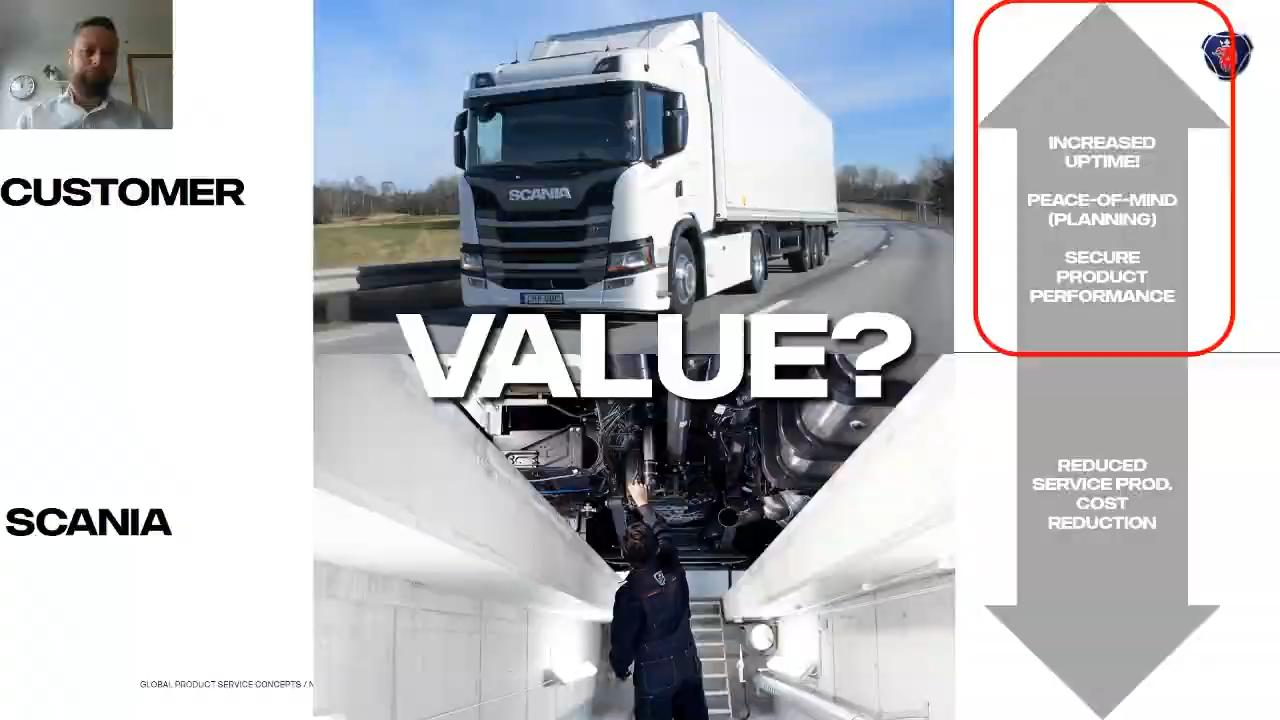 CUSTOMER
SCANIA
VALUE?
INCREASED
UPTIME!
PEACE-OF-MIND
(PLANNING)
SECURE
PRODUCT
PERFORMANCE
SCANIA
REDUCED
SERVICE PROD.
COST
REDUCTION
GLOBAL PRODUCT SERVICE CONCEPTS / N